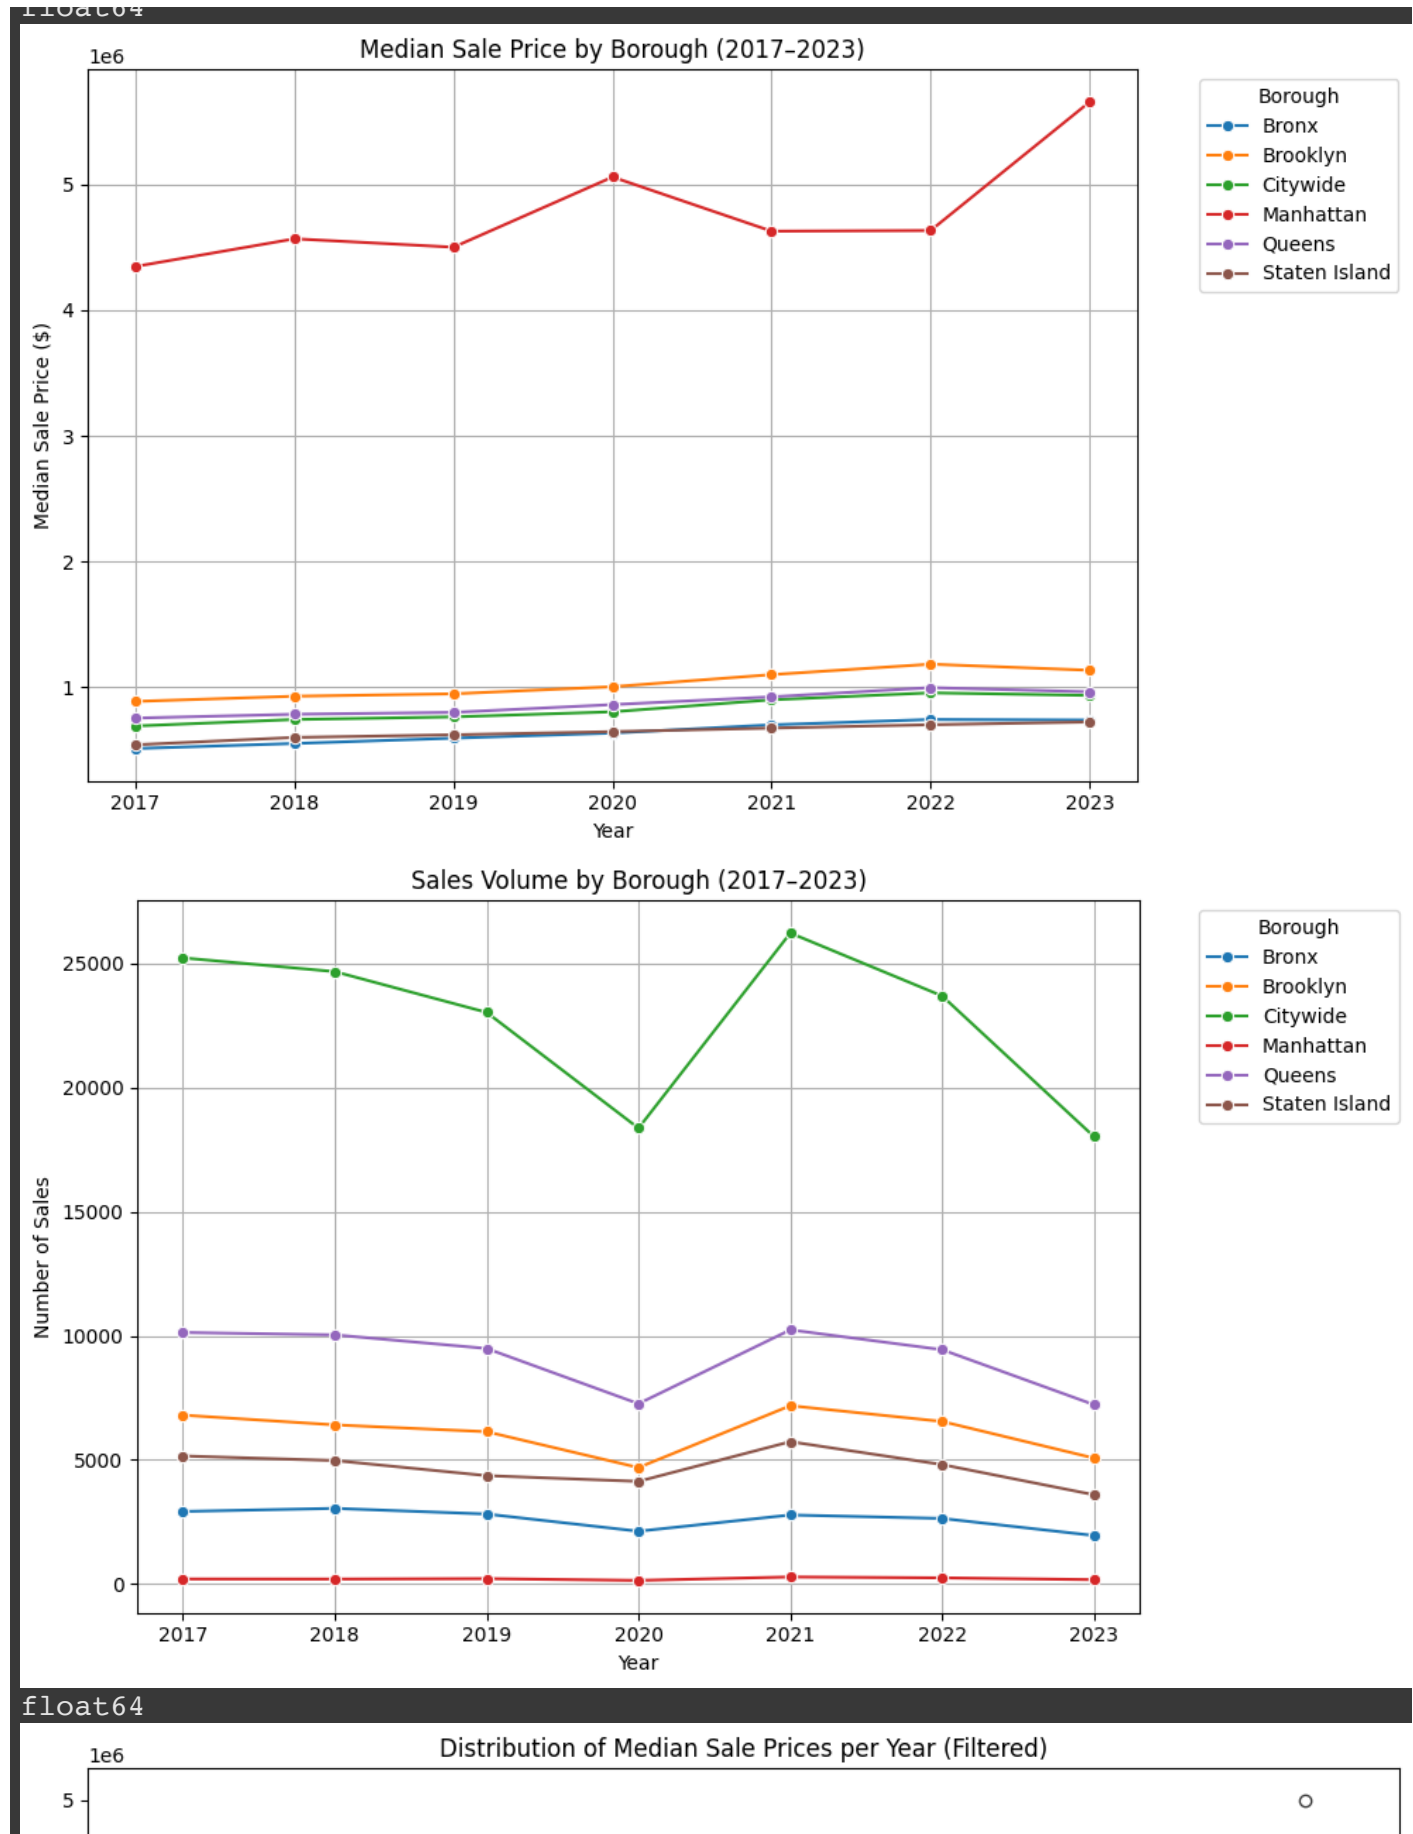 float64
Median Sale Price by Borough (2017–2023)
1e6
Median Sale Price ($)
5
4
3
2
1
2017 2018 2019 2020 2021 2022 2023
Year
Borough
Bronx
Brooklyn
Citywide
Manhattan
Queens
Staten Island
Sales Volume by Borough (2017–2023)
Number of Sales
25000
20000
15000
10000
5000
0
2017 2018 2019 2020 2021 2022 2023
Year
Borough
Bronx
Brooklyn
Citywide
Manhattan
Queens
Staten Island
float64
Distribution of Median Sale Prices per Year (Filtered)
1e6
5